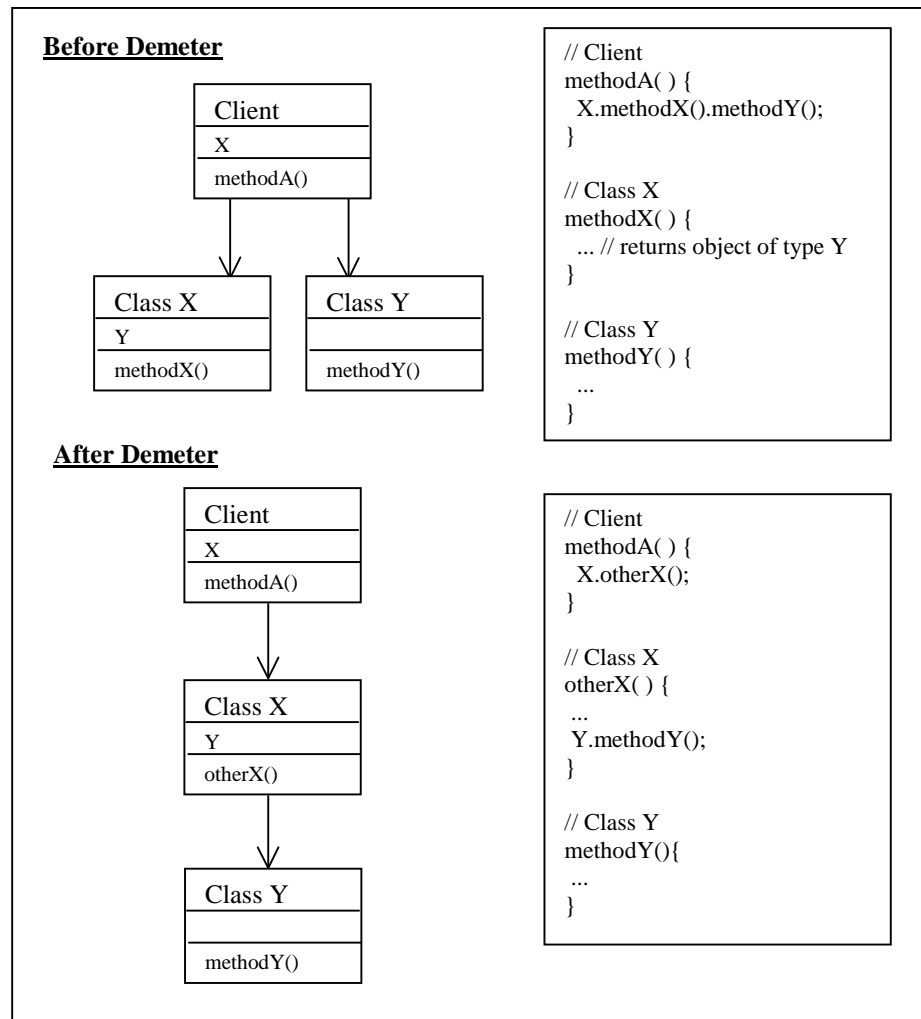 Before Demeter
Client
X
methodA()
Class X
Y
methodX()
Class Y
methodY()
// Client
methodA( ) {
X.methodX().methodY();
}
// Class X
methodX( ) {
... // returns object of type Y
}
// Class Y
methodY( ) {
...
}
After Demeter
Client
X
methodA()
Class X
Y
otherX()
Class Y
methodY()
// Client
methodA( ) {
X.otherX();
}
// Class X
otherX( ) {
...
Y.methodY();
}
// Class Y
methodY(){
...
}